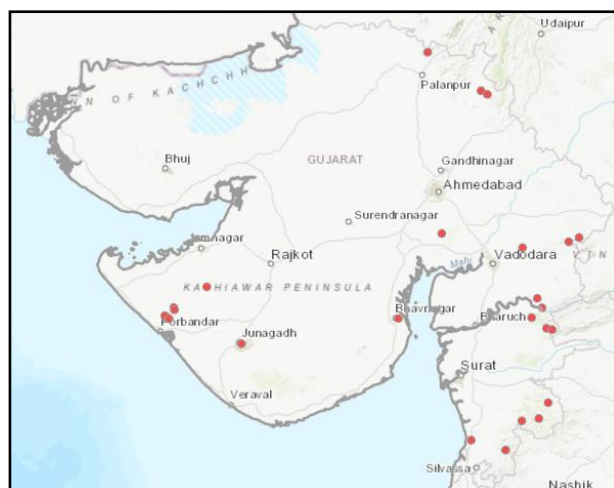 Udaipur
Palanpur
N OF KACHCHH
Bhuj
GUJARAT
Gandhinagar
Ahmedabad
Surendranagar
mnagar
Rajkot
Vadodara
Mahi
KATHIAWAR PENINSULA
Bhavnagar
Porbandar
Bharuch
Junagadh
Surat
Veraval
Silvassa
Nashik